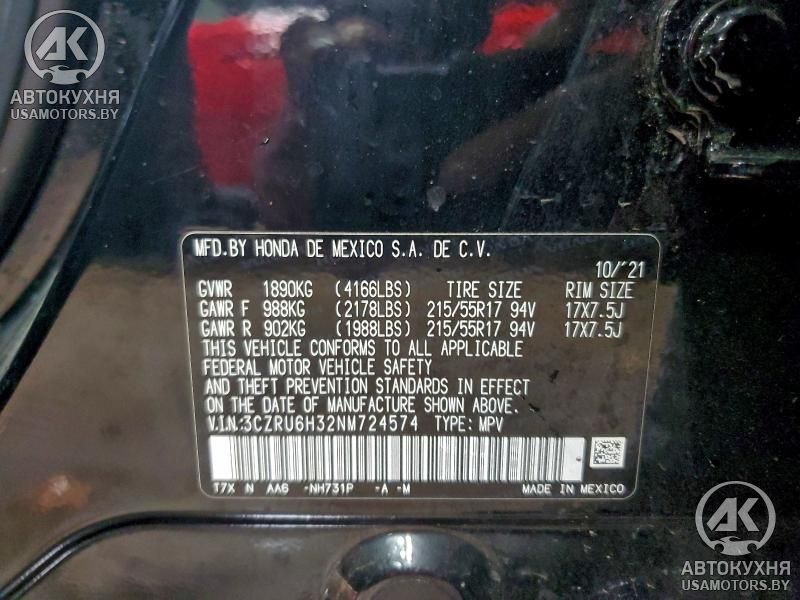 AK
АВТОКУХНЯ
USAMOTORS.BY
MFD.BY HONDA DE MEXICO S.A. DE C.V.
10/'21
GVWR 1890KG (4166LBS) TIRE SIZE RIM SIZE
GAWR F 988KG (2178LBS) 215/55R17 94V 17X7.5J
GAWR R 902KG (1988LBS) 215/55R17 94V 17X7.5J
THIS VEHICLE CONFORMS TO ALL APPLICABLE
FEDERAL MOTOR VEHICLE SAFETY
AND THEFT PREVENTION STANDARDS IN EFFECT
ON DATE OF MANUFACTURE SHOWN ABOVE.
V.I.N:3CZRU6H32NM724574 TYPE: MPV
T7X N AA6 -NH731P -A -M MADE IN MEXICO
AK
АВТОКУХНЯ
USAMOTORS.BY